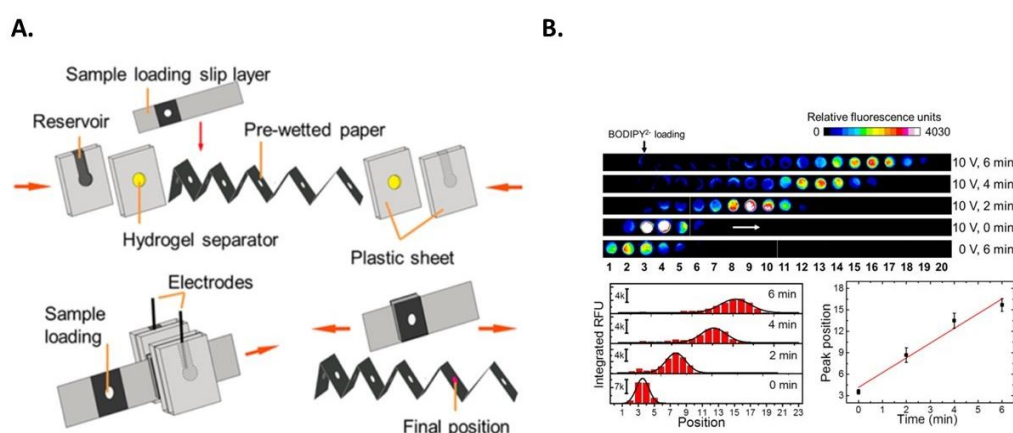 A.
Sample loading slip layer
Reservoir
Pre-wetted paper
Hydrogel separator
Plastic sheet
Electrodes
Sample
loading
Final position
B.
Relative fluorescence units
0 4030
BODIPY²⁻ loading
10 V, 6 min
10 V, 4 min
10 V, 2 min
10 V, 0 min
0 V, 6 min
1 2 3 4 5 6 7 8 9 10 11 12 13 14 15 16 17 18 19 20
Integrated RFU
4k 6 min
4k 4 min
4k 2 min
7k 0 min
1 3 5 7 9 11 13 15 17 19 21 23
Position
Peak position
18
15
12
9
6
3
0 2 4 6
Time (min)